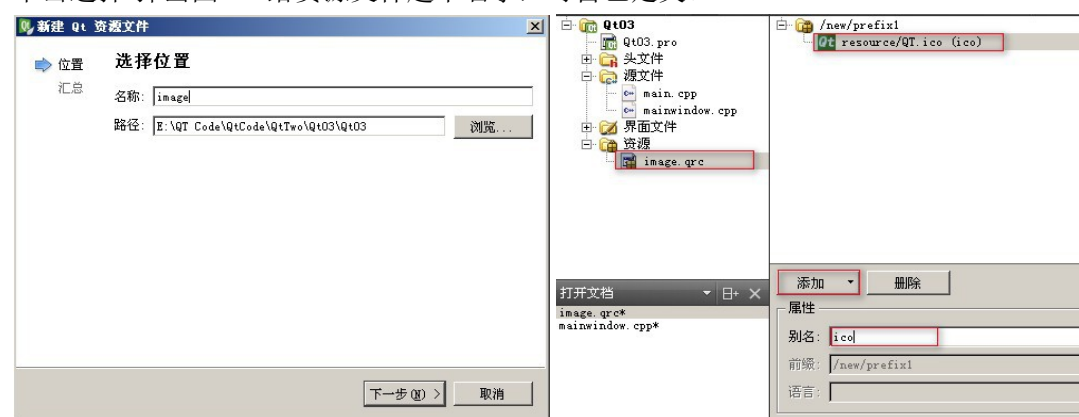 新建 Qt 资源文件
位置
汇总
选择位置
名称: image
路径: E:\QT Code\QtCode\QtTwo\Qt03\Qt03
浏览...
下一步(N) >
取消
Qt03
Qt03.pro
头文件
源文件
main.cpp
mainwindow.cpp
界面文件
资源
image.qrc
打开文档
image.qrc*
mainwindow.cpp*
/new/prefix1
resource/QT.ico (ico)
添加
删除
属性
别名: ico
前缀: /new/prefix1
语言: